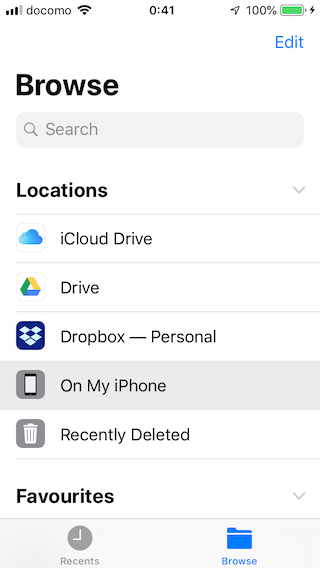 docomo 0:41 100%
Edit
Browse
Search
Locations
iCloud Drive
Drive
Dropbox — Personal
On My iPhone
Recently Deleted
Favourites
Recents Browse